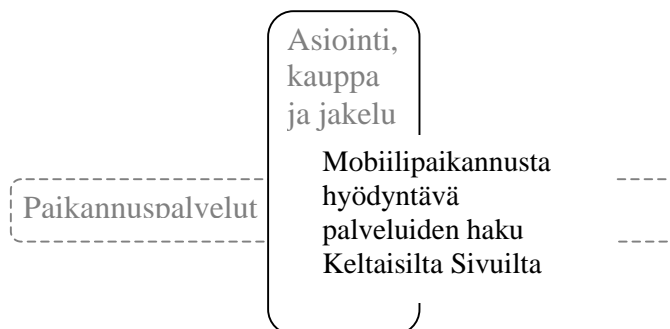 Asiointi,
kauppa
ja jakelu
Mobiilipaikannusta
hyödyntävä
palveluiden haku
Keltaisilta Sivuilta
Paikannuspalvelut